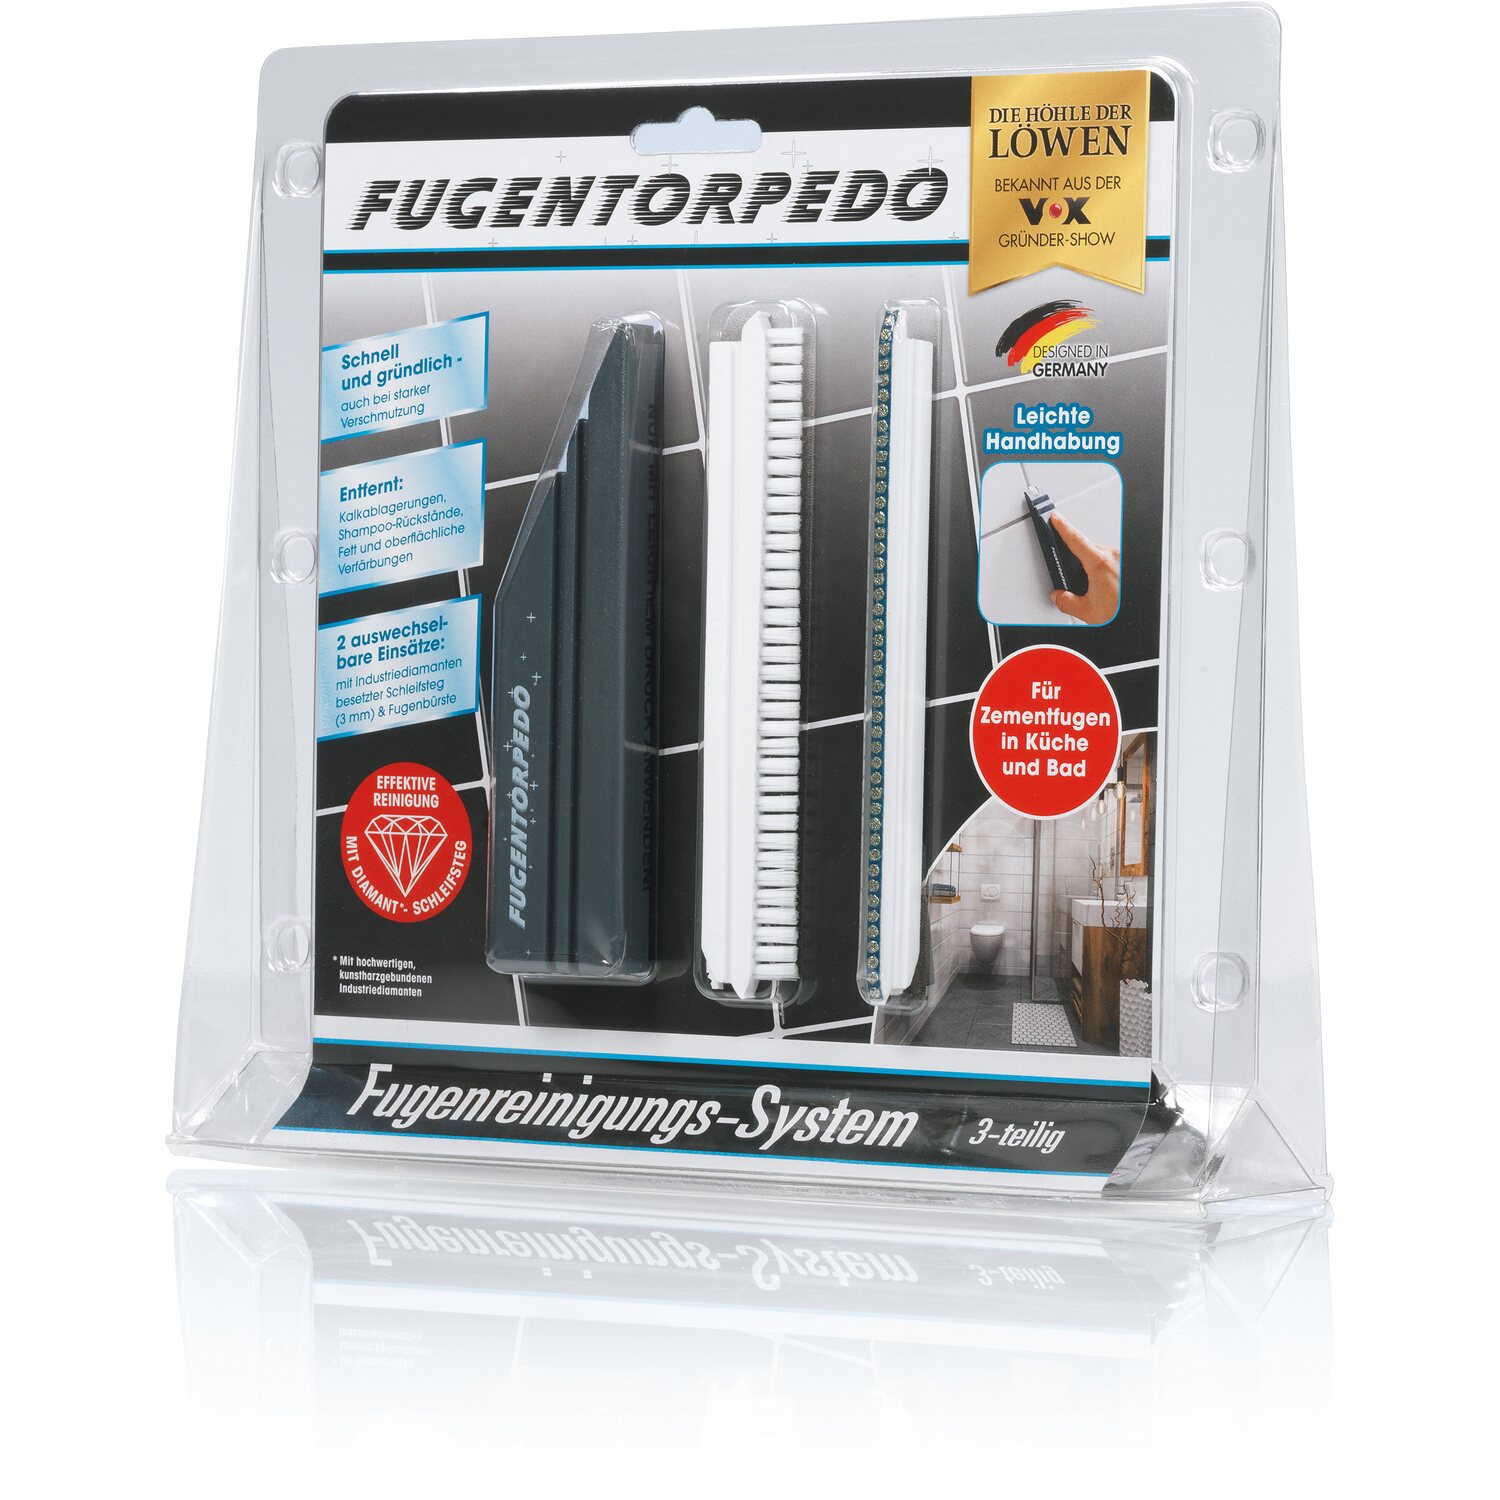 DIE HÖHLE DER
LÖWEN
BEKANNT AUS DER
VOX
GRÜNDER-SHOW
FUGENTORPEDO
DESIGNED IN
GERMANY
Schnell
und gründlich -
auch bei starker
Verschmutzung
Entfernt:
Kalkablagerungen,
Shampoo-Rückstände,
Fett und oberflächliche
Verfärbungen
2 auswechsel-
bare Einsätze:
mit Industriediamanten
besetzter Schleifsteg
(3 mm) & Fugenbürste
EFFEKTIVE
REINIGUNG
MIT DIAMANT*- SCHLEIFSTEG
* Mit hochwertigen,
kunstharzgebundenen
Industriediamanten
FUGENTORPEDO
Leichte
Handhabung
FUGENTORPEDO
Für
Zementfugen
in Küche
und Bad
Fugenreinigungs-System
3-teilig